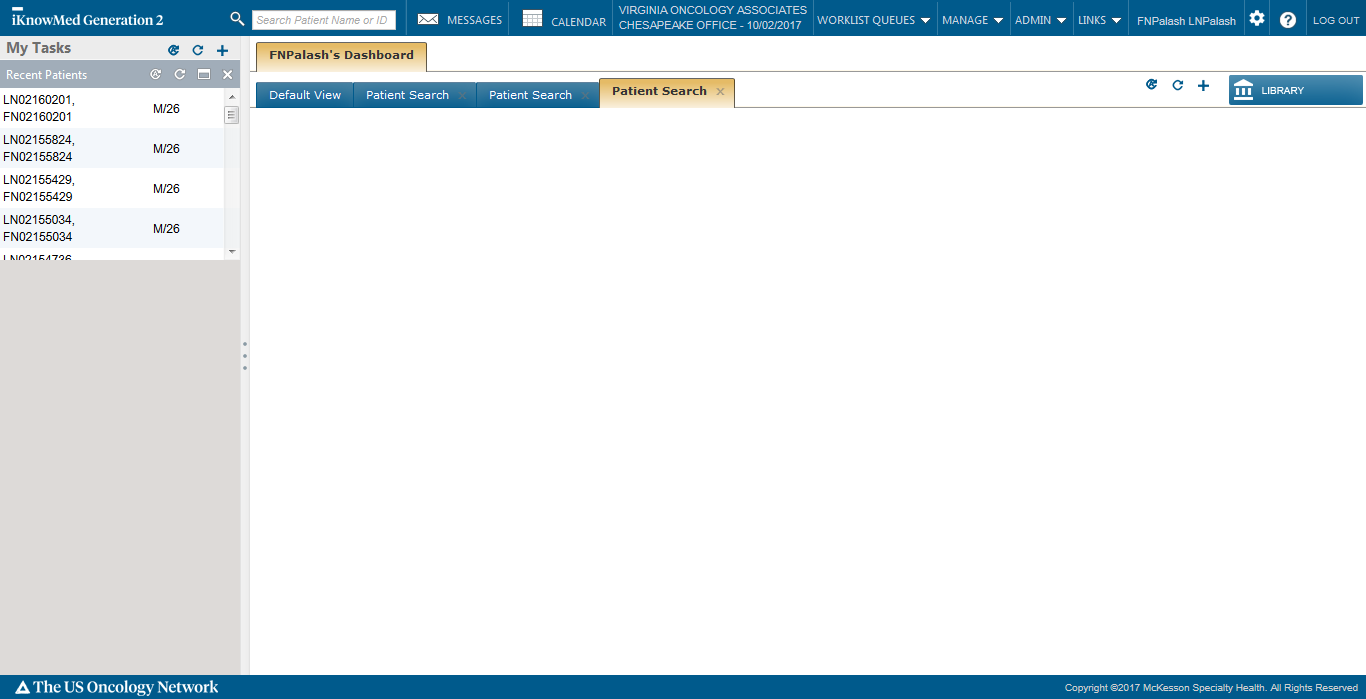 iKnowMed Generation 2
Search Patient Name or ID
MESSAGES
CALENDAR
VIRGINIA ONCOLOGY ASSOCIATES
CHESAPEAKE OFFICE - 10/02/2017
WORKLIST QUEUES
MANAGE
ADMIN
LINKS
FNPalash LNPalash
?
LOG OUT
My Tasks
FNPalash's Dashboard
Recent Patients
Default View
Patient Search
Patient Search
Patient Search
LIBRARY
LN02160201,
FN02160201
M/26
LN02155824,
FN02155824
M/26
LN02155429,
FN02155429
M/26
LN02155034,
FN02155034
M/26
LN02154736
The US Oncology Network
Copyright ©2017 McKesson Specialty Health. All Rights Reserved